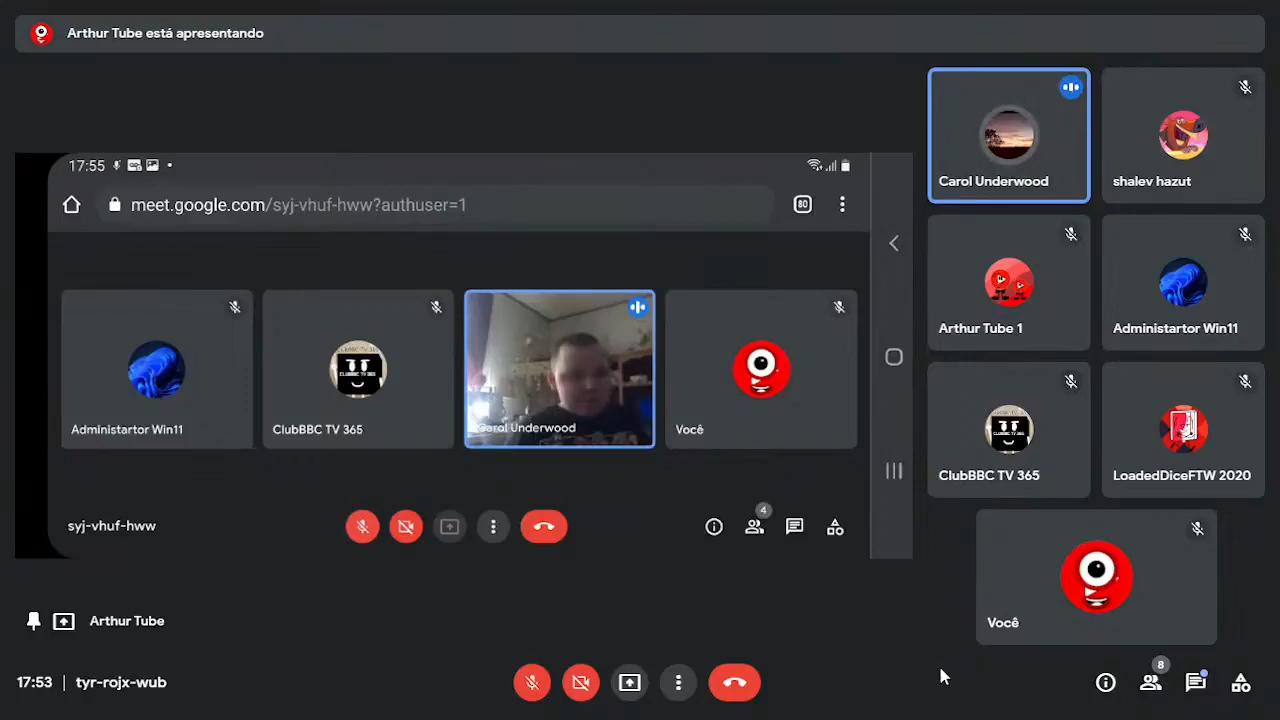 Arthur Tube está apresentando
17:55
meet.google.com/syj-vhuf-hww?authuser=1
80
Administartor Win11
ClubBBC TV 365
Carol Underwood
Você
syj-vhuf-hww
4
Carol Underwood
shalev hazut
Arthur Tube 1
Administartor Win11
ClubBBC TV 365
LoadedDiceFTW 2020
Você
Arthur Tube
17:53 | tyr-rojx-wub
8